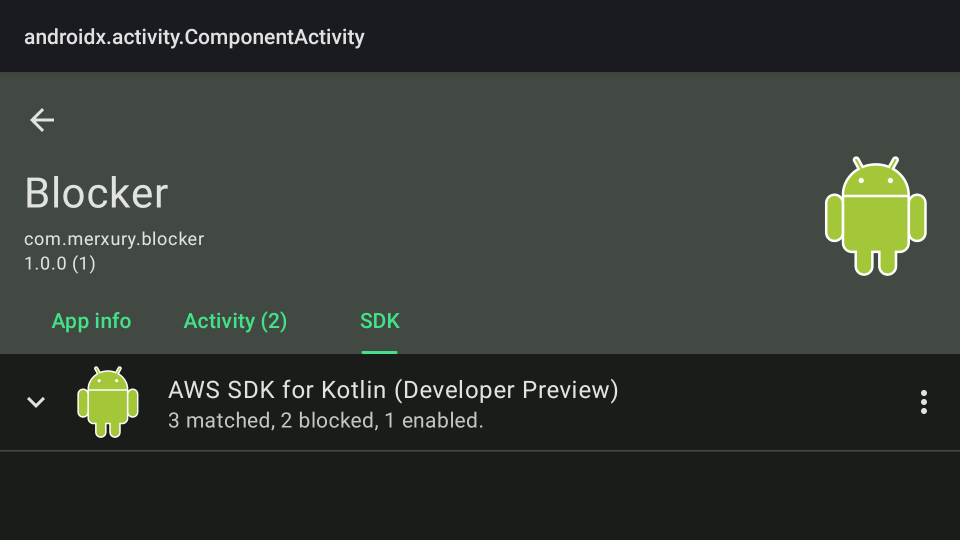 androidx.activity.ComponentActivity
Blocker
com.merxury.blocker
1.0.0 (1)
App info Activity (2) SDK
AWS SDK for Kotlin (Developer Preview)
3 matched, 2 blocked, 1 enabled.